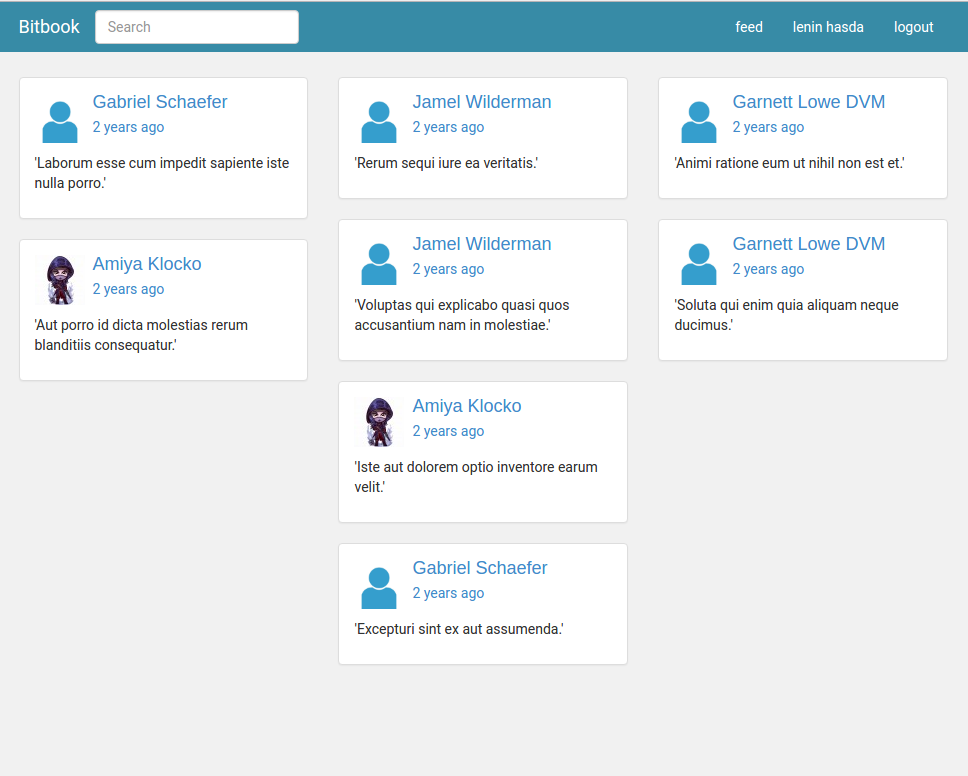 Bitbook
Search
feed
lenin hasda
logout
Gabriel Schaefer
2 years ago
'Laborum esse cum impedit sapiente iste
nulla porro.'
Amiya Klocko
2 years ago
'Aut porro id dicta molestias rerum
blanditiis consequatur.'
Jamel Wilderman
2 years ago
'Rerum sequi iure ea veritatis.'
Jamel Wilderman
2 years ago
'Voluptas qui explicabo quasi quos
accusantium nam in molestiae.'
Amiya Klocko
2 years ago
'Iste aut dolorem optio inventore earum
velit.'
Gabriel Schaefer
2 years ago
'Excepturi sint ex aut assumenda.'
Garnett Lowe DVM
2 years ago
'Animi ratione eum ut nihil non est et.'
Garnett Lowe DVM
2 years ago
'Soluta qui enim quia aliquam neque
ducimus.'